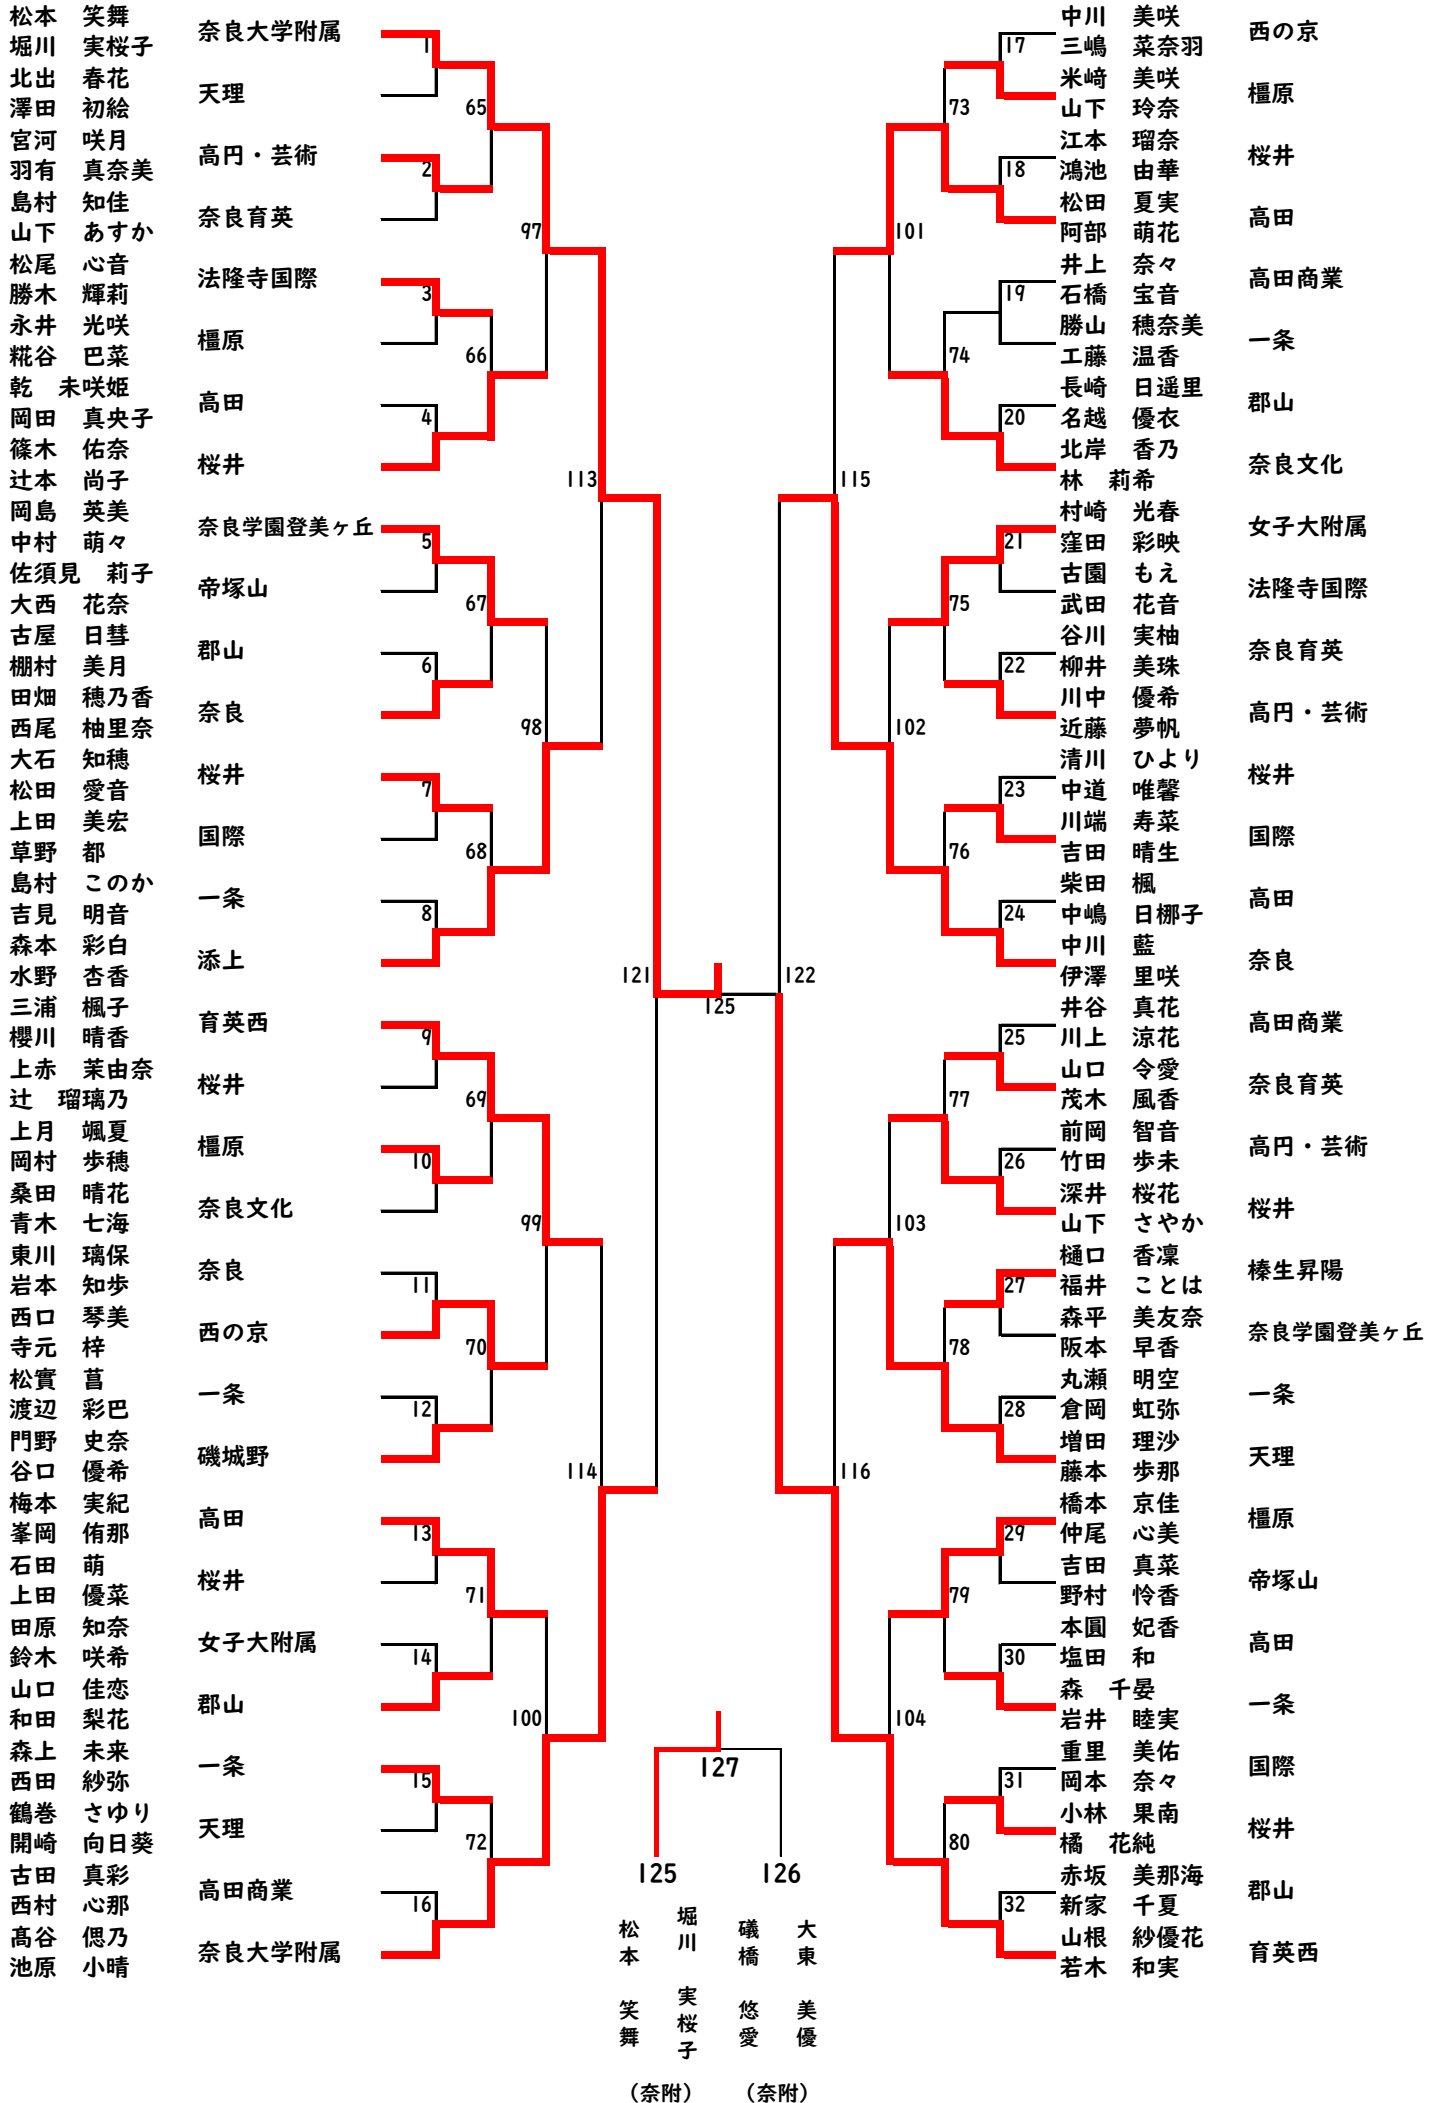 松本　笑舞
堀川　実桜子
奈良大学附属
1
北出　春花
澤田　初絵
天理
65
宮河　咲月
羽有　真奈美
高円・芸術
2
島村　知佳
山下　あすか
奈良育英
97
松尾　心音
勝木　輝莉
法隆寺国際
3
永井　光咲
糀谷　巴菜
橿原
66
乾　未咲姫
岡田　真央子
高田
4
篠木　佑奈
辻本　尚子
桜井
113
岡島　英美
中村　萌々
奈良学園登美ヶ丘
5
佐須見　莉子
大西　花奈
帝塚山
67
古屋　日彗
棚村　美月
郡山
6
田畑　穂乃香
西尾　柚里奈
奈良
98
大石　知穂
松田　愛音
桜井
7
上田　美宏
草野　都
国際
68
島村　このか
吉見　明音
一条
8
森本　彩白
水野　杏香
添上
121
三浦　楓子
櫻川　晴香
育英西
9
上赤　茉由奈
辻　瑠璃乃
桜井
69
上月　颯夏
岡村　歩穂
橿原
10
桑田　晴花
青木　七海
奈良文化
99
東川　璃保
岩本　知歩
奈良
11
西口　琴美
寺元　梓
西の京
70
松實　菖
渡辺　彩巴
一条
12
門野　史奈
谷口　優希
磯城野
114
梅本　実紀
峯岡　侑那
高田
13
石田　萌
上田　優菜
桜井
71
田原　知奈
鈴木　咲希
女子大附属
14
山口　佳恋
和田　梨花
郡山
100
森上　未来
西田　紗弥
一条
15
鶴巻　さゆり
開崎　向日葵
天理
72
古田　真彩
西村　心那
高田商業
16
髙谷　偲乃
池原　小晴
奈良大学附属
中川　美咲
三嶋　菜奈羽
西の京
17
米﨑　美咲
山下　玲奈
橿原
73
江本　瑠奈
鴻池　由華
桜井
18
松田　夏実
阿部　萌花
高田
101
井上　奈々
石橋　宝音
高田商業
19
勝山　穂奈美
工藤　温香
一条
74
長崎　日遥里
名越　優衣
郡山
20
北岸　香乃
林　莉希
奈良文化
115
村崎　光春
窪田　彩映
女子大附属
21
古園　もえ
武田　花音
法隆寺国際
75
谷川　実柚
柳井　美珠
奈良育英
22
川中　優希
近藤　夢帆
高円・芸術
102
清川　ひより
中道　唯馨
桜井
23
川端　寿菜
吉田　晴生
国際
76
柴田　楓
中嶋　日梛子
高田
24
中川　藍
伊澤　里咲
奈良
122
125
井谷　真花
川上　涼花
高田商業
25
山口　令愛
茂木　風香
奈良育英
77
前岡　智音
竹田　歩未
高円・芸術
26
深井　桜花
山下　さやか
桜井
103
樋口　香凜
福井　ことは
榛生昇陽
27
森平　美友奈
阪本　早香
奈良学園登美ヶ丘
78
丸瀬　明空
倉岡　虹弥
一条
28
増田　理沙
藤本　歩那
天理
116
橋本　京佳
仲尾　心美
橿原
29
吉田　真菜
野村　怜香
帝塚山
79
本圓　妃香
塩田　和
高田
30
森　千晏
岩井　睦実
一条
104
重里　美佑
岡本　奈々
国際
31
小林　果南
橘　花純
桜井
80
赤坂　美那海
新家　千夏
郡山
32
山根　紗優花
若木　和実
育英西
127
125
126
松本　笑舞
堀川　実桜子
礒橋　悠愛
大東　美優
（奈附）
（奈附）